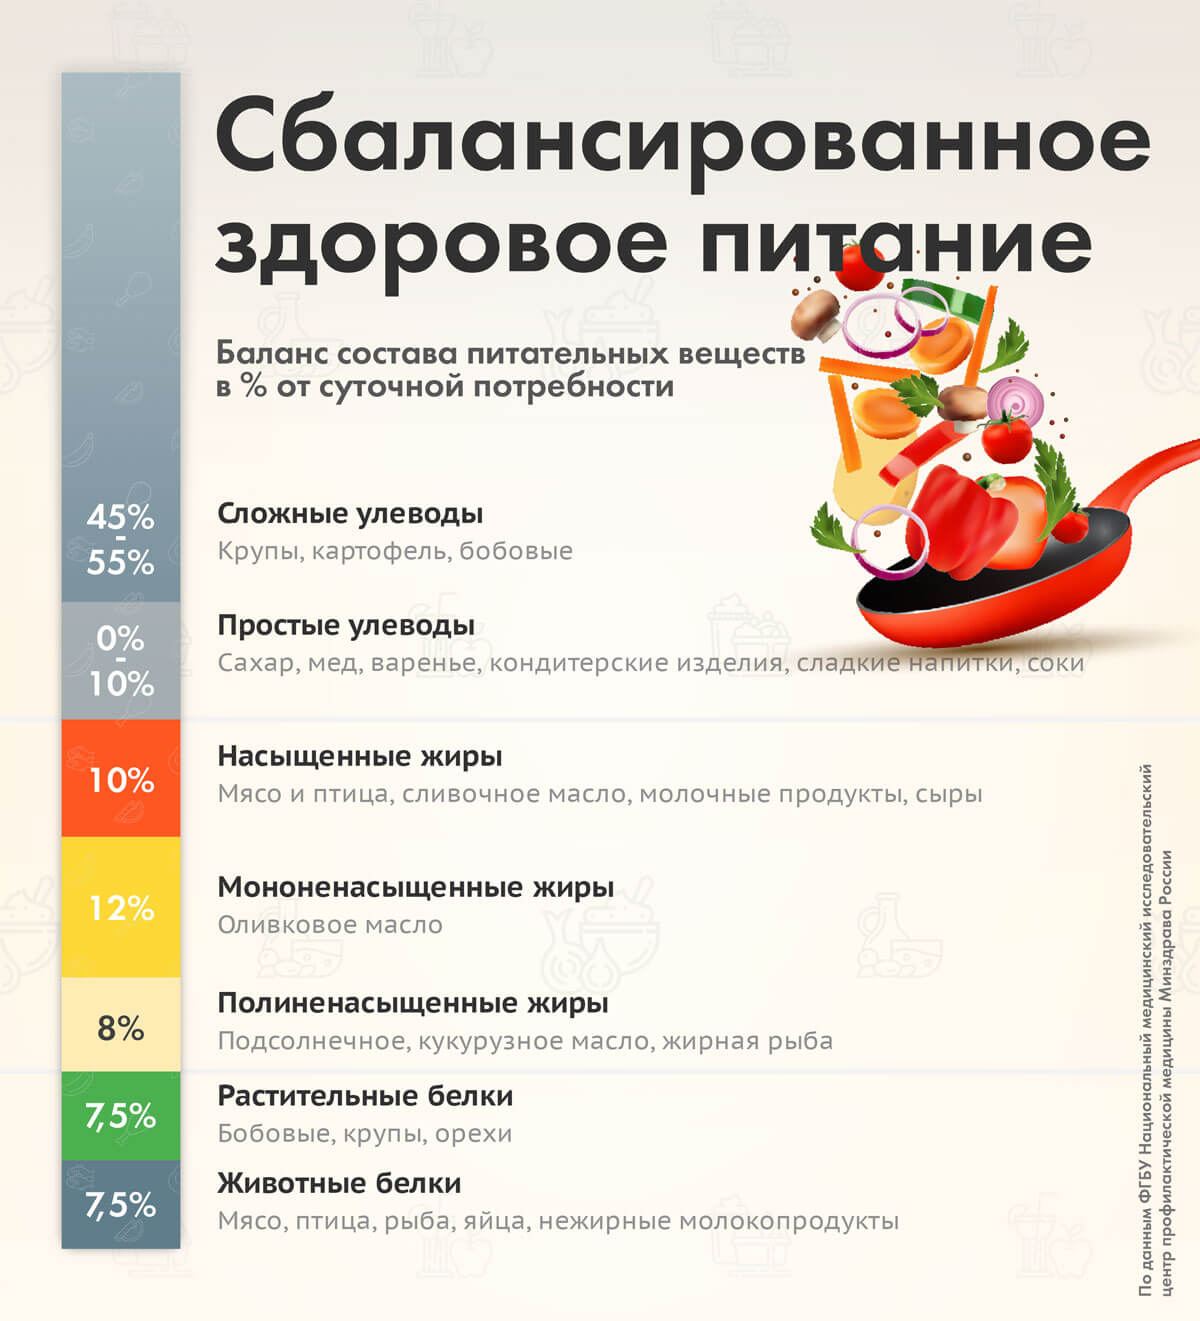 Сбалансированное
здоровое питание
Баланс состава питательных веществ
в % от суточной потребности
45%
-
55%
Сложные улеводы
Крупы, картофель, бобовые
0%
-
10%
Простые улеводы
Сахар, мед, варенье, кондитерские изделия, сладкие напитки, соки
10%
Насыщенные жиры
Мясо и птица, сливочное масло, молочные продукты, сыры
12%
Мононенасыщенные жиры
Оливковое масло
8%
Полиненасыщенные жиры
Подсолнечное, кукурузное масло, жирная рыба
7,5%
Растительные белки
Бобовые, крупы, орехи
7,5%
Животные белки
Мясо, птица, рыба, яйца, нежирные молокопродукты
По данным ФГБУ Национальный медицинский исследовательский
центр профилактической медицины Минздрава России